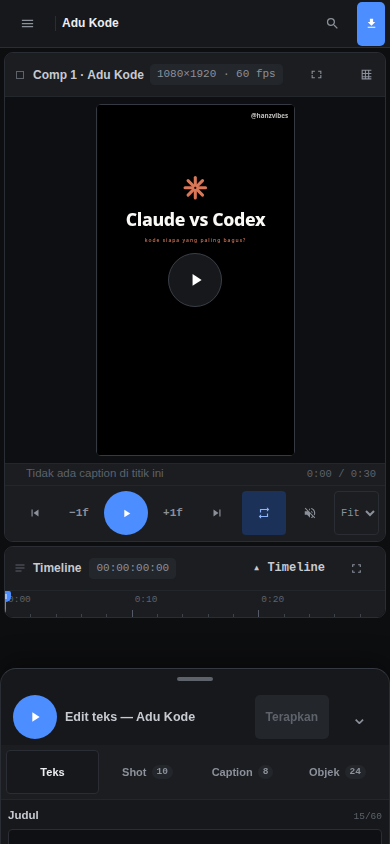 Adu Kode
Comp 1 · Adu Kode 1080×1920 · 60 fps
@hanzvibes
Claude vs Codex
kode siapa yang paling bagus?
Tidak ada caption di titik ini 0:00 / 0:30
−1f +1f Fit
Timeline 00:00:00:00 ▲ Timeline
0:10 0:20
Edit teks — Adu Kode Terapkan
Teks Shot 10 Caption 8 Objek 24
Judul 15/60